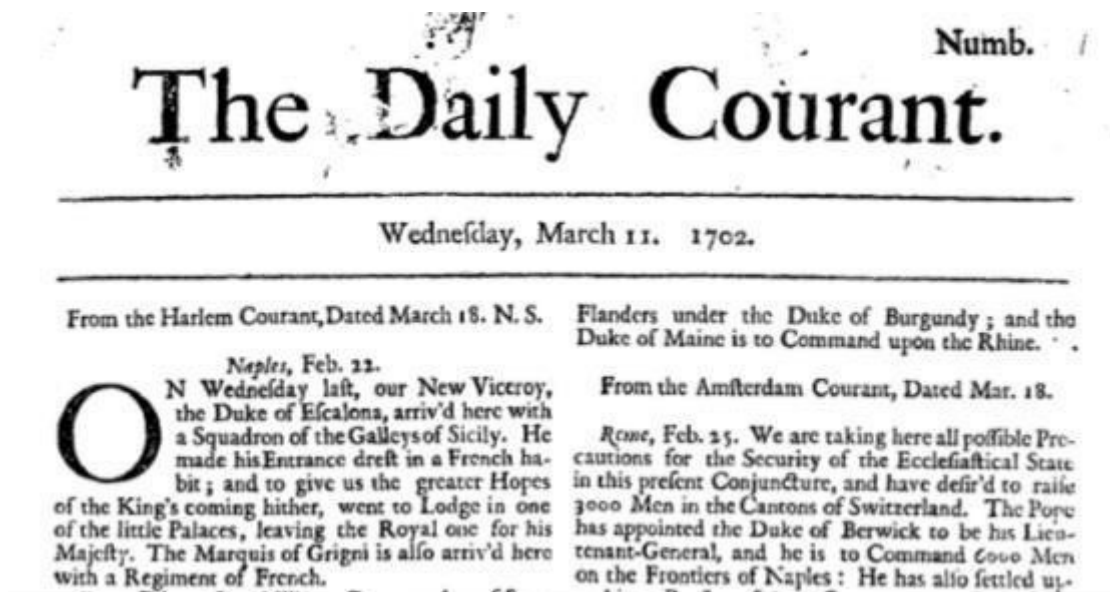 Numb. 1
The Daily Courant.
Wedneſday, March 11. 1702.
From the Harlem Courant, Dated March 18. N. S.
Naples, Feb. 22.
ON Wedneſday laſt, our New Viceroy,
the Duke of Eſcalona, arriv'd here with
a Squadron of the Galleys of Sicily. He
made his Entrance dreſt in a French ha-
bit; and to give us the greater Hopes
of the King's coming hither, went to Lodge in one
of the little Palaces, leaving the Royal one for his
Majeſty. The Marquis of Grigni is alſo arriv'd here
with a Regiment of French.
Flanders under the Duke of Burgundy; and the
Duke of Maine is to Command upon the Rhine.
From the Amſterdam Courant, Dated Mar. 18.
Rome, Feb. 25. We are taking here all poſſible Pre-
cautions for the Security of the Eccleſiaſtical State
in this preſent Conjuncture, and have deſir'd to raiſe
3000 Men in the Cantons of Switzerland. The Pope
has appointed the Duke of Berwick to be his Lieu-
tenant-General, and he is to Command 6000 Men
on the Frontiers of Naples: He has alſo ſettled up-